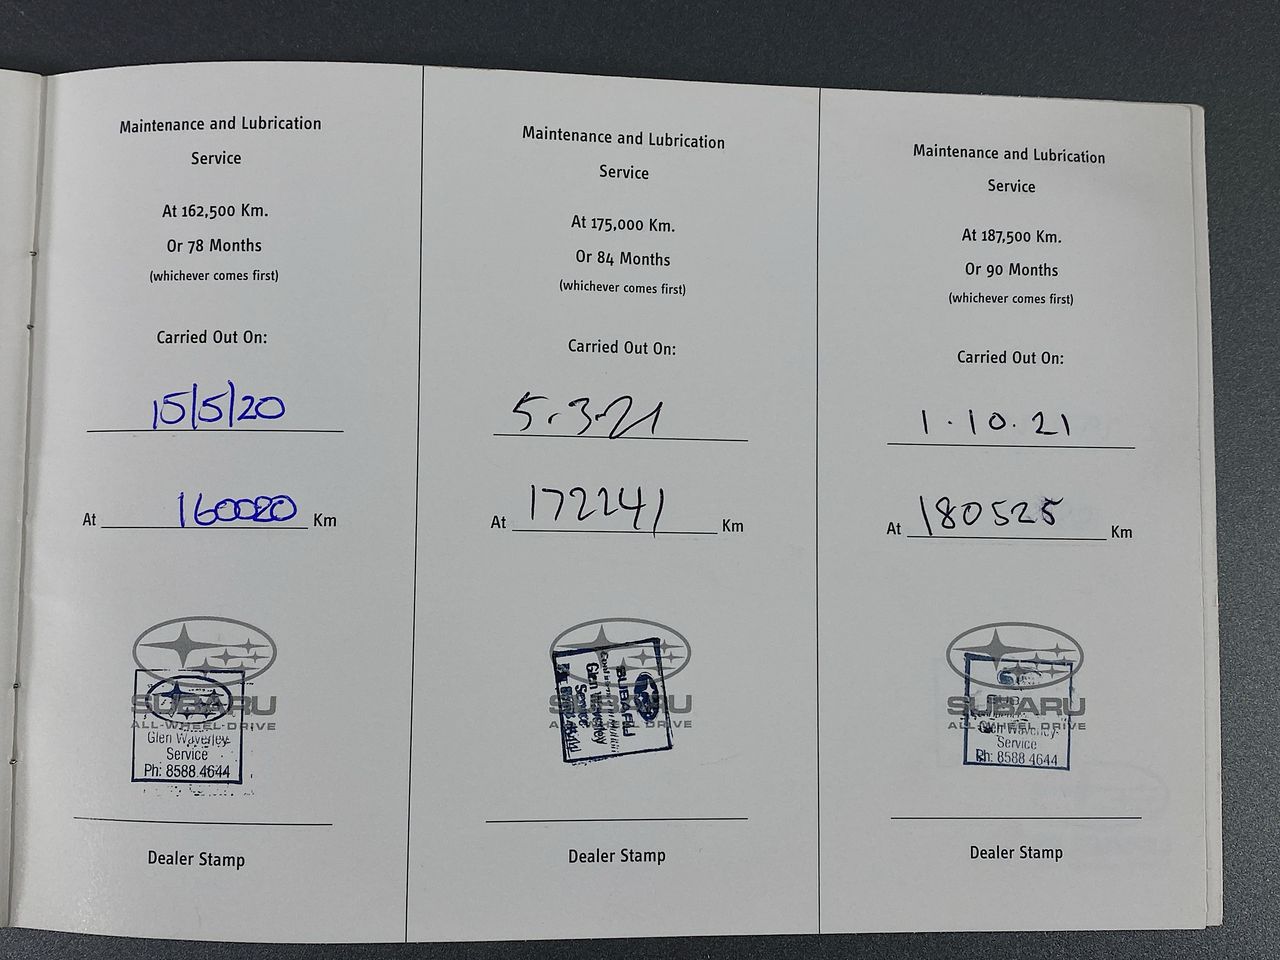 Maintenance and Lubrication
Service
At 162,500 Km.
Or 78 Months
(whichever comes first)
Carried Out On:
15/5/20
At 160020 Km
SUBARU
ALL-WHEEL-DRIVE
Glen Waverley
Service
Ph: 8588 4644
Dealer Stamp
Maintenance and Lubrication
Service
At 175,000 Km.
Or 84 Months
(whichever comes first)
Carried Out On:
5.3.21
At 172241 Km
SUBARU
ALL-WHEEL-DRIVE
SUBARU
Glen Waverley
Service
Dealer Stamp
Maintenance and Lubrication
Service
At 187,500 Km.
Or 90 Months
(whichever comes first)
Carried Out On:
1.10.21
At 180525 Km
SUBARU
ALL-WHEEL-DRIVE
Glen Waverley
Service
Ph: 8588 4644
Dealer Stamp